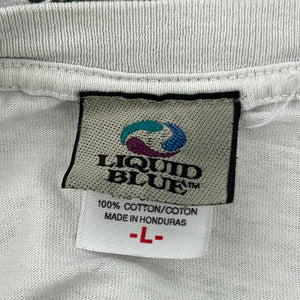 LIQUID
BLUE™
100% COTTON/COTON
MADE IN HONDURAS
-L-